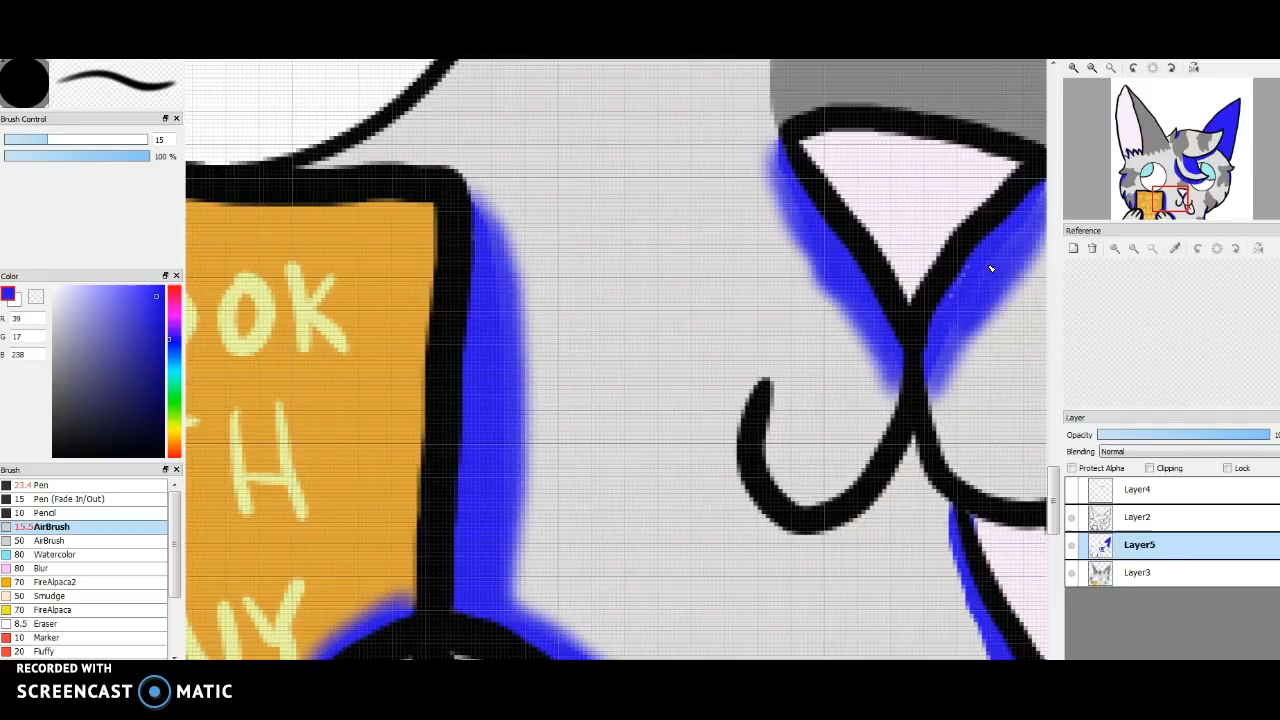 Brush Control
15
100 %
Color
R 39
G 17
B 238
Brush
23.4 Pen
15 Pen (Fade In/Out)
10 Pencil
15.5 AirBrush
50 AirBrush
80 Watercolor
80 Blur
70 FireAlpaca2
50 Smudge
70 FireAlpaca
8.5 Eraser
10 Marker
20 Fluffy
OOK
H
NY
Reference
Layer
Opacity
10
Blending Normal
Protect Alpha Clipping Lock
Layer4
Layer2
Layer5
Layer3
RECORDED WITH
SCREENCAST MATIC